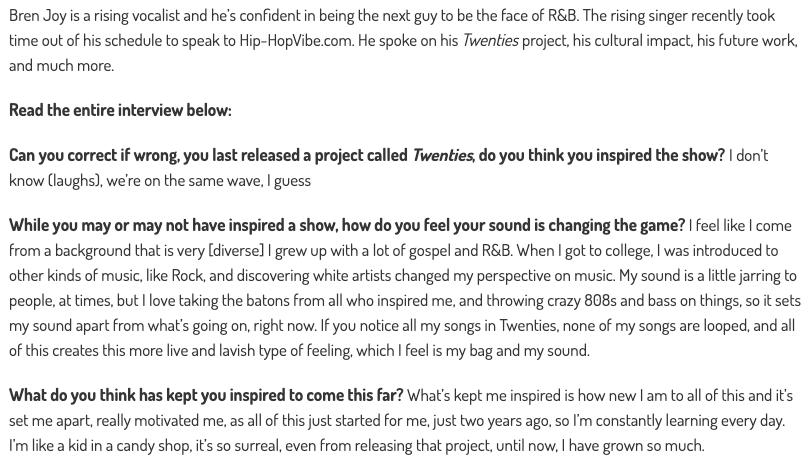 Bren Joy is a rising vocalist and he's confident in being the next guy to be the face of R&B. The rising singer recently took
time out of his schedule to speak to Hip-HopVibe.com. He spoke on his Twenties project, his cultural impact, his future work,
and much more.
Read the entire interview below:
Can you correct if wrong, you last released a project called Twenties, do you think you inspired the show? I don't
know (laughs), we're on the same wave, I guess
While you may or may not have inspired a show, how do you feel your sound is changing the game? I feel like I come
from a background that is very [diverse] I grew up with a lot of gospel and R&B. When I got to college, I was introduced to
other kinds of music, like Rock, and discovering white artists changed my perspective on music. My sound is a little jarring to
people, at times, but I love taking the batons from all who inspired me, and throwing crazy 808s and bass on things, so it sets
my sound apart from what's going on, right now. If you notice all my songs in Twenties, none of my songs are looped, and all
of this creates this more live and lavish type of feeling, which I feel is my bag and my sound.
What do you think has kept you inspired to come this far? What's kept me inspired is how new I am to all of this and it's
set me apart, really motivated me, as all of this just started for me, just two years ago, so I'm constantly learning every day.
I'm like a kid in a candy shop, it's so surreal, even from releasing that project, until now, I have grown so much.